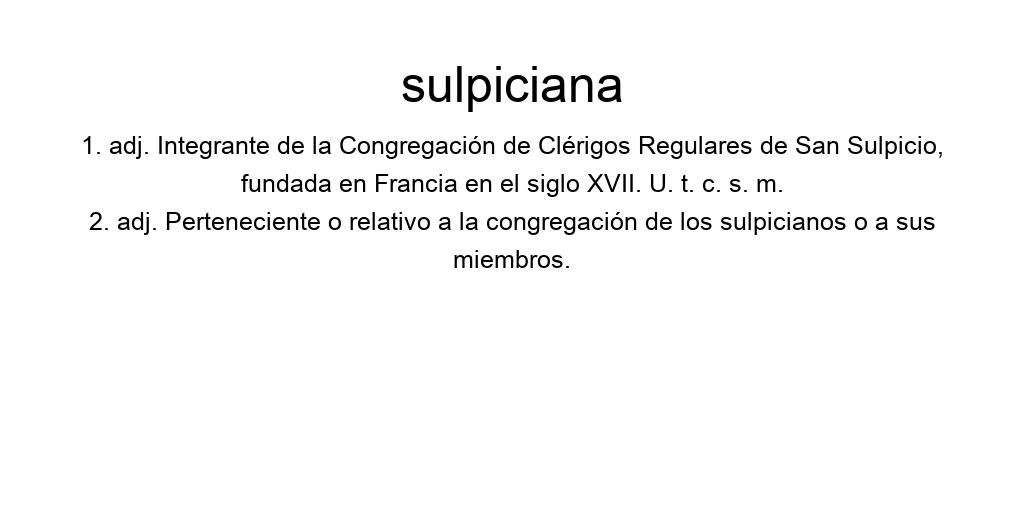 sulpiciana
1. adj. Integrante de la Congregación de Clérigos Regulares de San Sulpicio,
fundada en Francia en el siglo XVII. U. t. c. s. m.
2. adj. Perteneciente o relativo a la congregación de los sulpicianos o a sus
miembros.